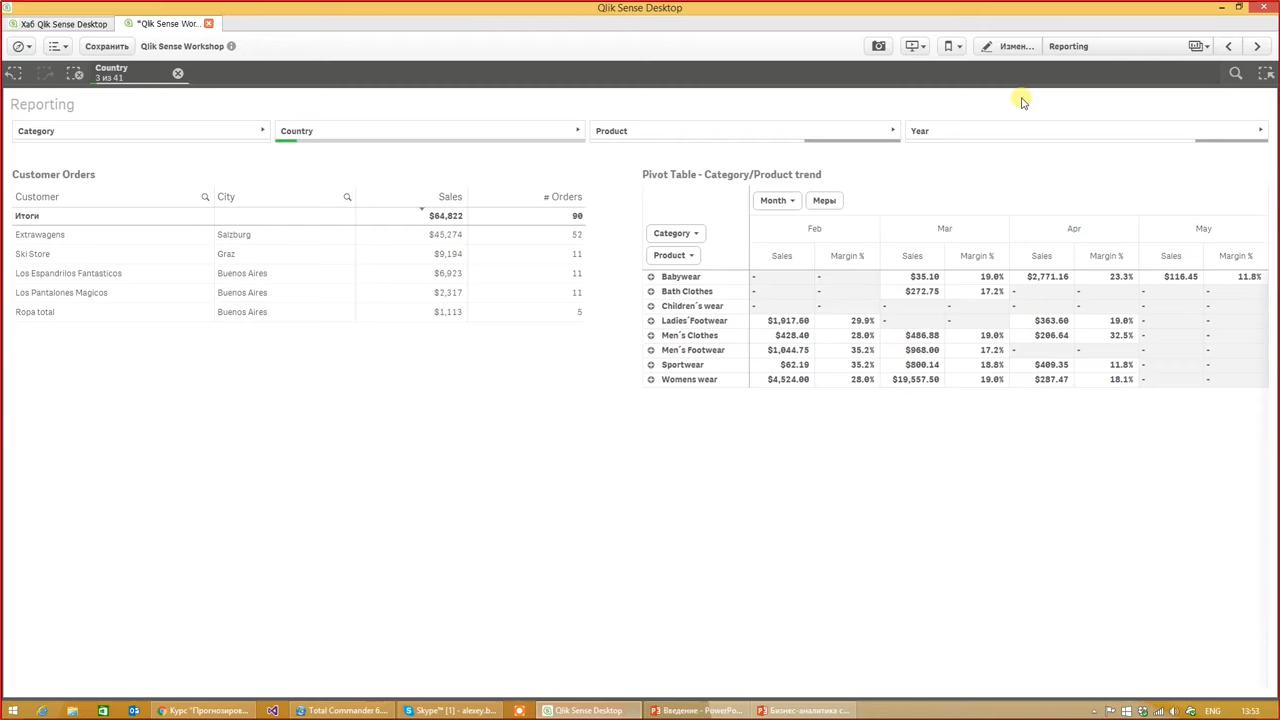 Qlik Sense Desktop
Хаб Qlik Sense Desktop
*Qlik Sense Wor...
Сохранить
Qlik Sense Workshop
Измен...
Reporting
Country
3 из 41
Reporting
Category
Country
Product
Year
Customer Orders
Customer City Sales # Orders
Итоги $64,822 90
Extrawagens Salzburg $45,274 52
Ski Store Graz $9,194 11
Los Espandrilos Fantasticos Buenos Aires $6,923 11
Los Pantalones Magicos Buenos Aires $2,317 11
Ropa total Buenos Aires $1,113 5
Pivot Table - Category/Product trend
Month Меры
Category Feb Mar Apr May
Product Sales Margin % Sales Margin % Sales Margin % Sales Margin %
Babywear - - $35.10 19.0% $2,771.16 23.3% $116.45 11.8%
Bath Clothes - - $272.75 17.2% - - - -
Children´s wear - - - - - - - -
Ladies´Footwear $1,917.60 29.9% - - $363.60 19.0% - -
Men´s Clothes $428.40 28.0% $486.88 19.0% $206.64 32.5% - -
Men´s Footwear $1,044.75 35.2% $968.00 17.2% - - - -
Sportwear $62.19 35.2% $800.14 18.8% $409.35 11.8% - -
Womens wear $4,524.00 28.0% $19,557.50 19.0% $287.47 18.1% - -
Курс "Прогнозиров...
Total Commander 6....
Skype™ [1] - alexey.b...
Qlik Sense Desktop
Введение - PowerPo...
Бизнес-аналитика с...
ENG
13:53